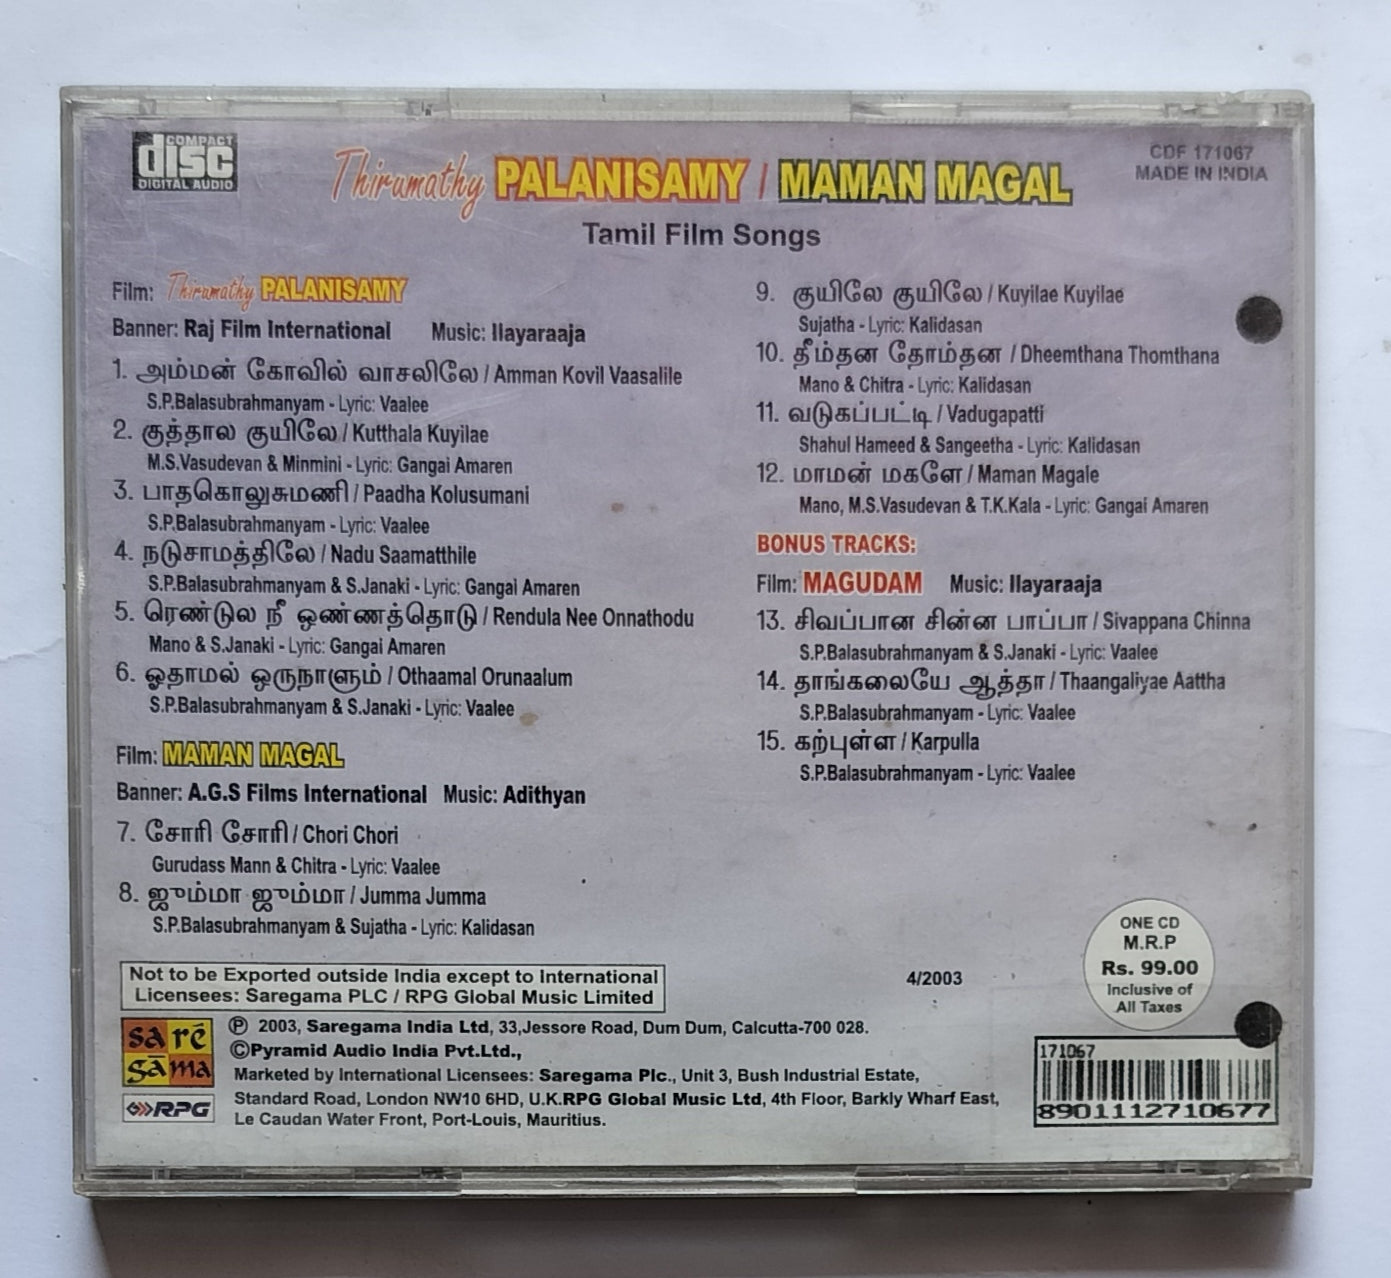 COMPACT
disc
DIGITAL AUDIO
Thirumathy PALANISAMY / MAMAN MAGAL
CDF 171067
MADE IN INDIA
Tamil Film Songs
Film: Thirumathy PALANISAMY
Banner: Raj Film International Music: Ilayaraaja
1. அம்மன் கோவில் வாசலிலே / Amman Kovil Vaasalile
S.P.Balasubrahmanyam - Lyric: Vaalee
2. குத்தால குயிலே / Kutthala Kuyilae
M.S.Vasudevan & Minmini - Lyric: Gangai Amaren
3. பாதகொலுசுமணி / Paadha Kolusumani
S.P.Balasubrahmanyam - Lyric: Vaalee
4. நடுசாமத்திலே / Nadu Saamatthile
S.P.Balasubrahmanyam & S.Janaki - Lyric: Gangai Amaren
5. ரெண்டுல நீ ஒண்ணத்தொடு / Rendula Nee Onnathodu
Mano & S.Janaki - Lyric: Gangai Amaren
6. ஓதாமல் ஒருநாளும் / Othaamal Orunaalum
S.P.Balasubrahmanyam & S.Janaki - Lyric: Vaalee
Film: MAMAN MAGAL
Banner: A.G.S Films International Music: Adithyan
7. சோரி சோரி / Chori Chori
Gurudass Mann & Chitra - Lyric: Vaalee
8. ஜும்மா ஜும்மா / Jumma Jumma
S.P.Balasubrahmanyam & Sujatha - Lyric: Kalidasan
9. குயிலே குயிலே / Kuyilae Kuyilae
Sujatha - Lyric: Kalidasan
10. தீம்தன தோம்தன / Dheemthana Thomthana
Mano & Chitra - Lyric: Kalidasan
11. வடுகப்பட்டி / Vadugapatti
Shahul Hameed & Sangeetha - Lyric: Kalidasan
12. மாமன் மகளே / Maman Magale
Mano, M.S.Vasudevan & T.K.Kala - Lyric: Gangai Amaren
BONUS TRACKS:
Film: MAGUDAM Music: Ilayaraaja
13. சிவப்பான சின்ன பாப்பா / Sivappana Chinna
S.P.Balasubrahmanyam & S.Janaki - Lyric: Vaalee
14. தாங்கலையே ஆத்தா / Thaangaliyae Aattha
S.P.Balasubrahmanyam - Lyric: Vaalee
15. கற்புள்ள / Karpulla
S.P.Balasubrahmanyam - Lyric: Vaalee
ONE CD
M.R.P
Rs. 99.00
Inclusive of
All Taxes
Not to be Exported outside India except to International
Licensees: Saregama PLC / RPG Global Music Limited
4/2003
sa rē
gā ma
RPG
℗ 2003, Saregama India Ltd, 33,Jessore Road, Dum Dum, Calcutta-700 028.
©Pyramid Audio India Pvt.Ltd.,
Marketed by International Licensees: Saregama Plc., Unit 3, Bush Industrial Estate,
Standard Road, London NW10 6HD, U.K.RPG Global Music Ltd, 4th Floor, Barkly Wharf East,
Le Caudan Water Front, Port-Louis, Mauritius.
171067
8901112710677